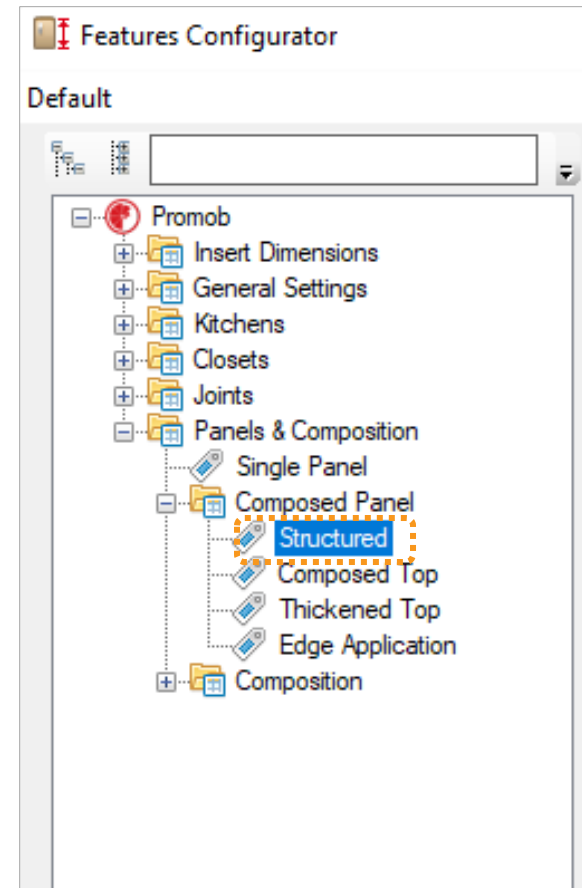 Features Configurator
Default
Promob
Insert Dimensions
General Settings
Kitchens
Closets
Joints
Panels & Composition
Single Panel
Composed Panel
Structured
Composed Top
Thickened Top
Edge Application
Composition